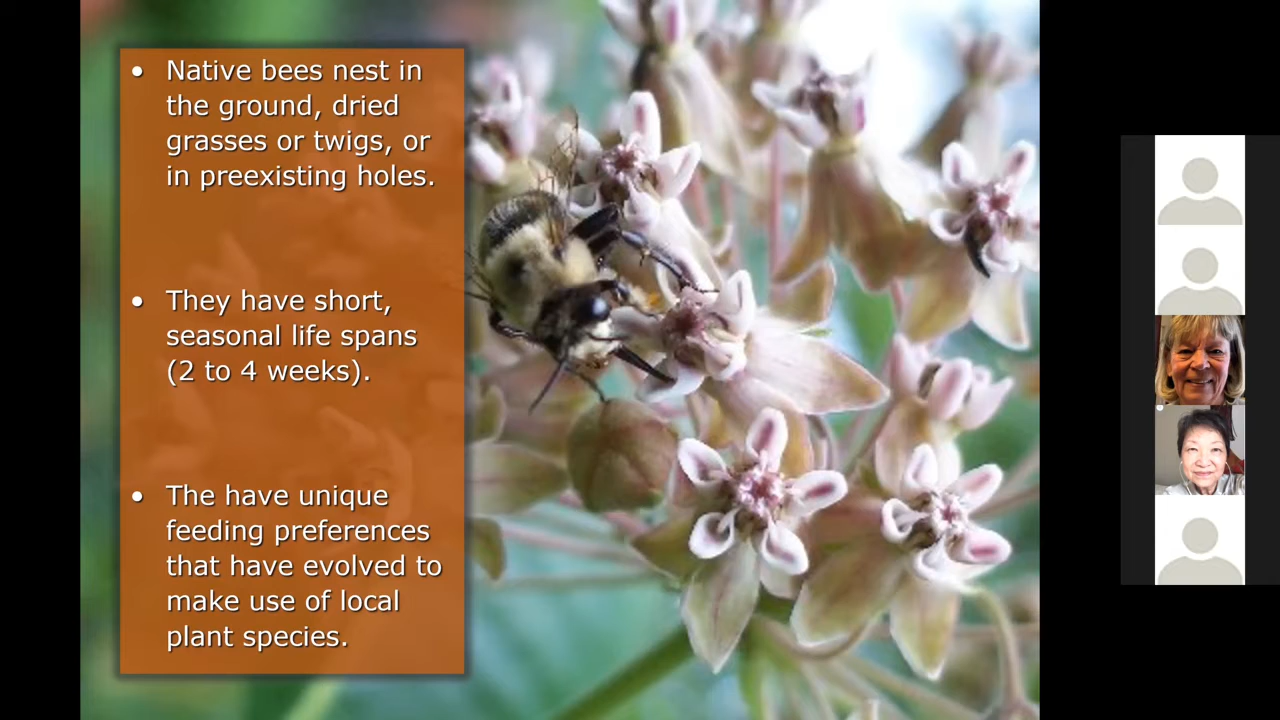 • Native bees nest in
the ground, dried
grasses or twigs, or
in preexisting holes.
• They have short,
seasonal life spans
(2 to 4 weeks).
• The have unique
feeding preferences
that have evolved to
make use of local
plant species.